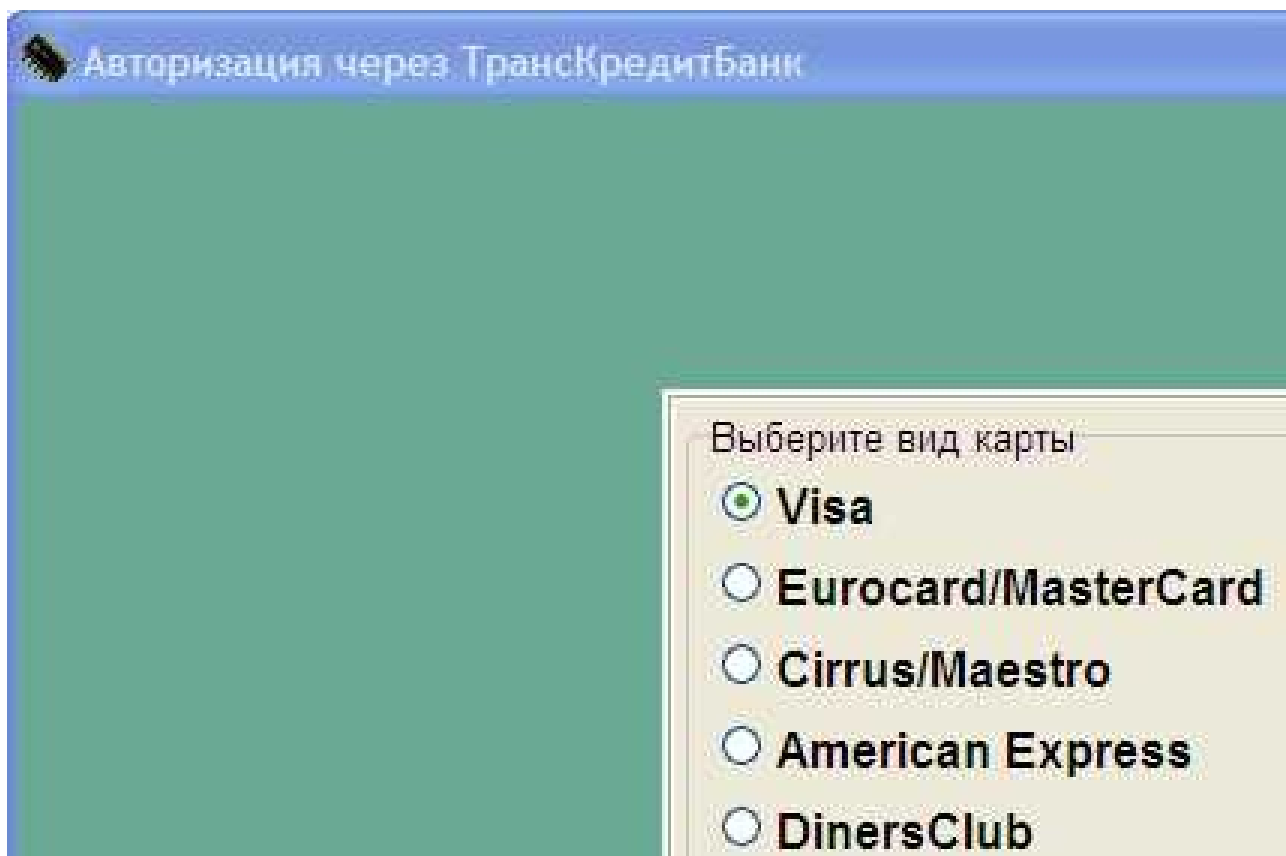 Авторизация через ТрансКредитБанк
Выберите вид карты
Visa
Eurocard/MasterCard
Cirrus/Maestro
American Express
DinersClub